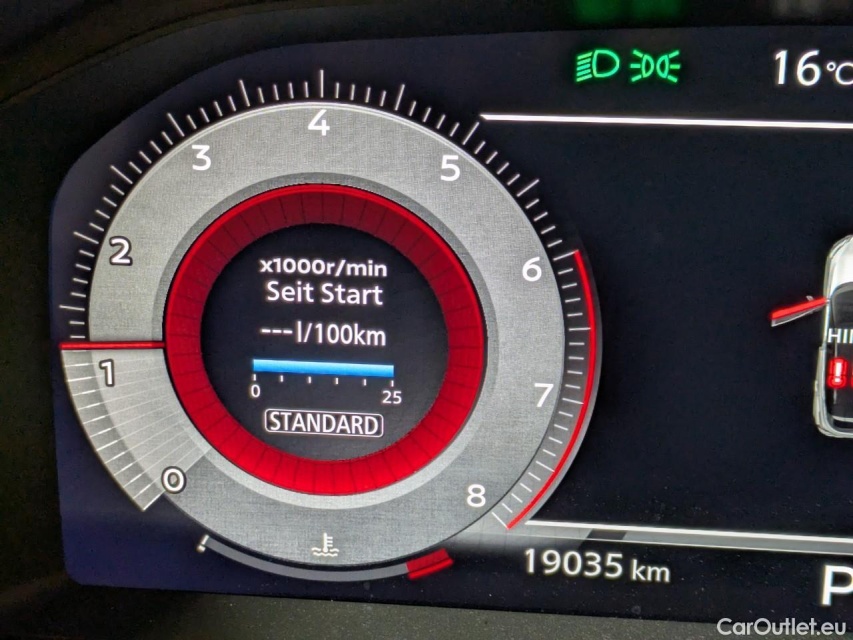 16°C
4
3
5
2
6
x1000r/min
Seit Start
---l/100km
1
7
0
25
STANDARD
0
8
19035 km
P
CarOutlet.eu